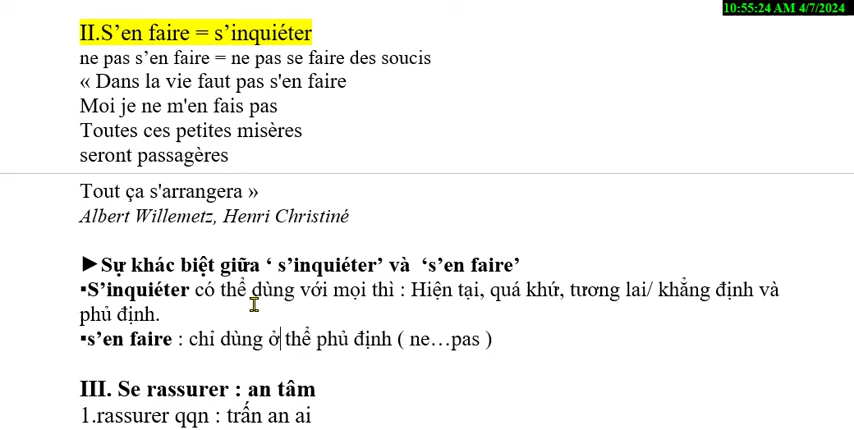 10:55:24 AM 4/7/2024
II.S’en faire = s’inquiéter
ne pas s’en faire = ne pas se faire des soucis
« Dans la vie faut pas s'en faire
Moi je ne m'en fais pas
Toutes ces petites misères
seront passagères
Tout ça s'arrangera »
Albert Willemetz, Henri Christiné
►Sự khác biệt giữa ‘ s’inquiéter’ và ‘s’en faire’
▪S’inquiéter có thể dùng với mọi thì : Hiện tại, quá khứ, tương lai/ khẳng định và
phủ định.
▪s’en faire : chỉ dùng ở thể phủ định ( ne…pas )
III. Se rassurer : an tâm
1.rassurer qqn : trấn an ai